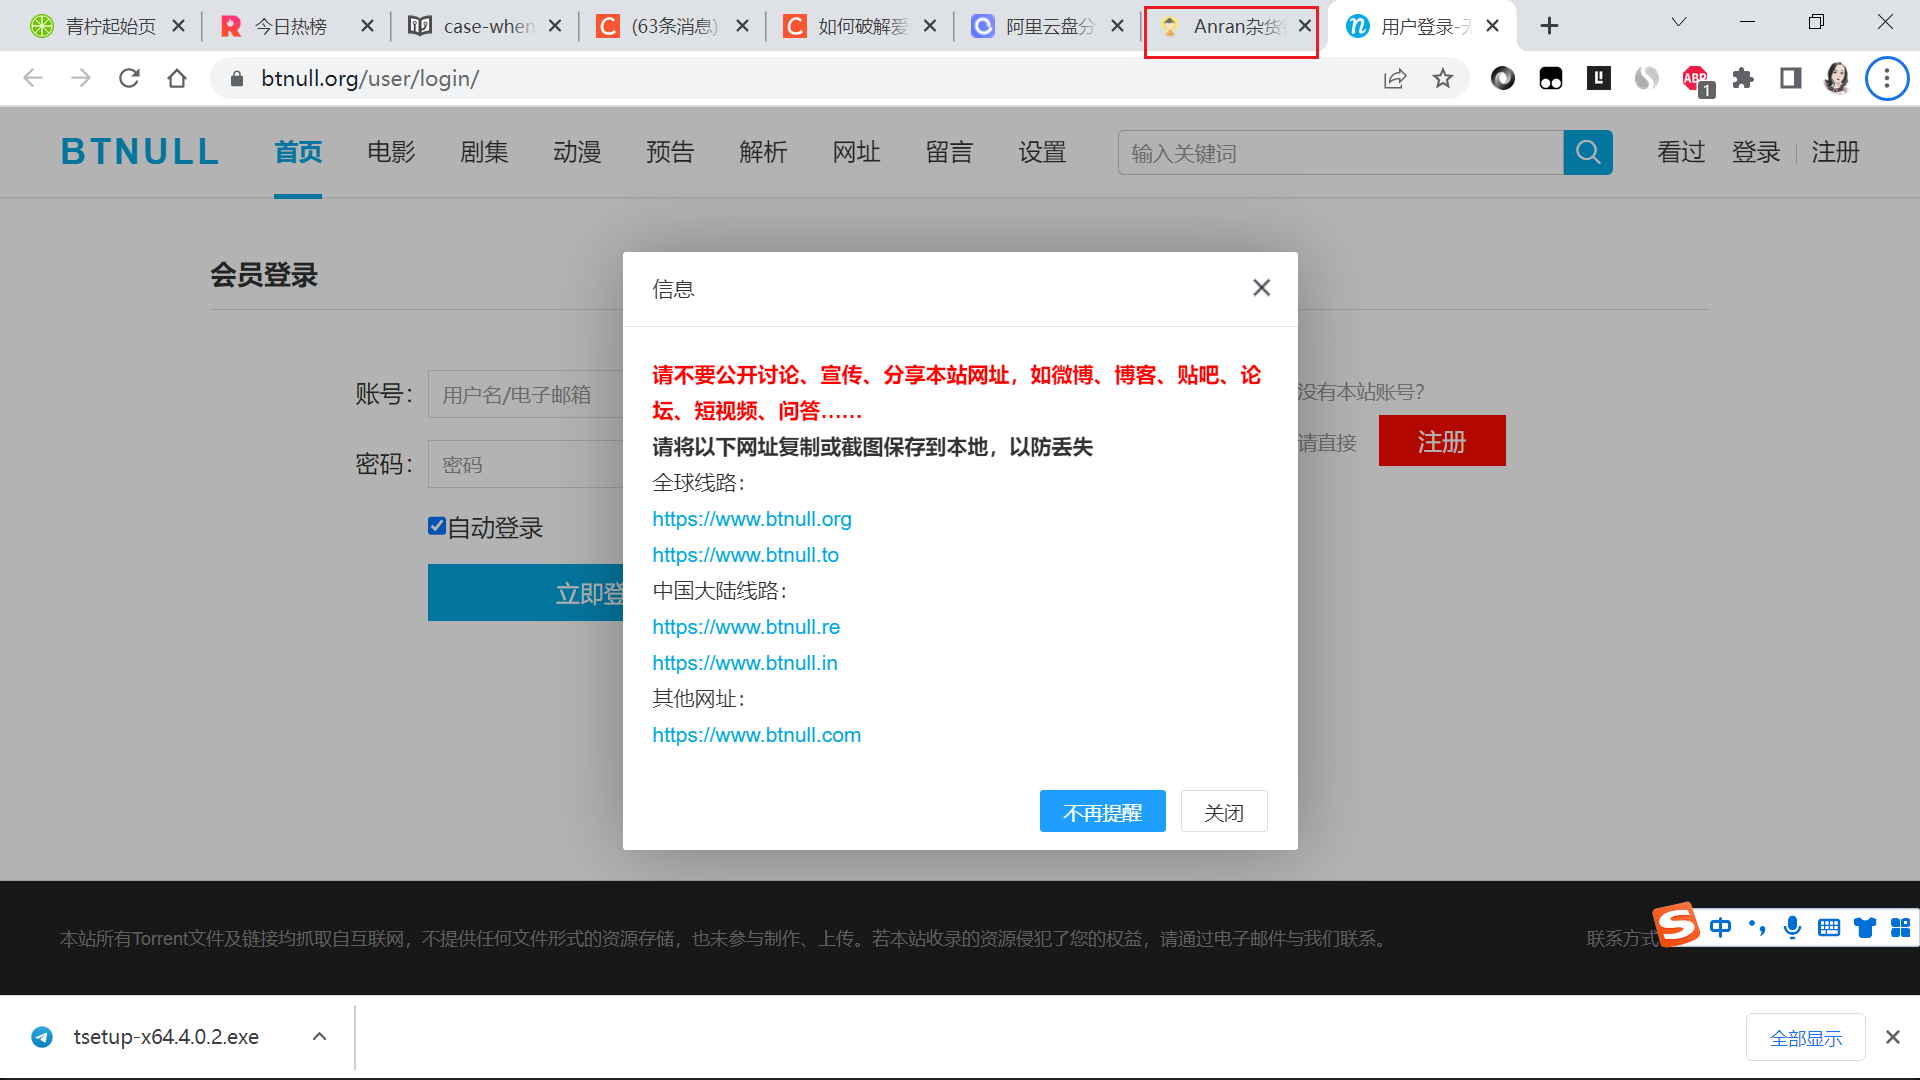 青柠起始页
今日热榜
case-when
(63条消息)
如何破解爱
阿里云盘分
Anran杂货
用户登录-
btnull.org/user/login/
ABP
1
BTNULL
首页
电影
剧集
动漫
预告
解析
网址
留言
设置
输入关键词
看过
登录
注册
会员登录
信息
请不要公开讨论、宣传、分享本站网址，如微博、博客、贴吧、论
坛、短视频、问答……
请将以下网址复制或截图保存到本地，以防丢失
全球线路：
https://www.btnull.org
https://www.btnull.to
中国大陆线路：
https://www.btnull.re
https://www.btnull.in
其他网址：
https://www.btnull.com
不再提醒
关闭
账号：
用户名/电子邮箱
密码：
密码
自动登录
立即登
没有本站账号？
请直接
注册
本站所有Torrent文件及链接均抓取自互联网，不提供任何文件形式的资源存储，也未参与制作、上传。若本站收录的资源侵犯了您的权益，请通过电子邮件与我们联系。
联系方式
中
tsetup-x64.4.0.2.exe
全部显示